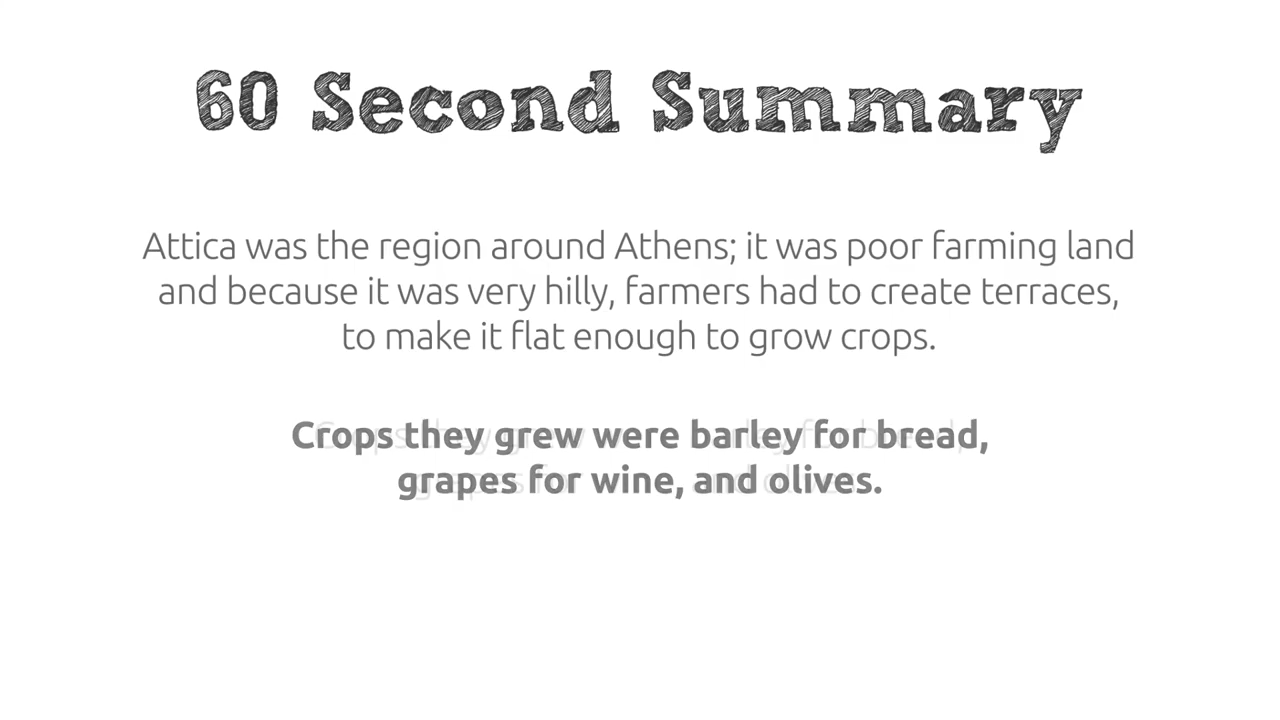 60 Second Summary
Attica was the region around Athens; it was poor farming land
and because it was very hilly, farmers had to create terraces,
to make it flat enough to grow crops.
Crops they grew were barley for bread,
grapes for wine, and olives.